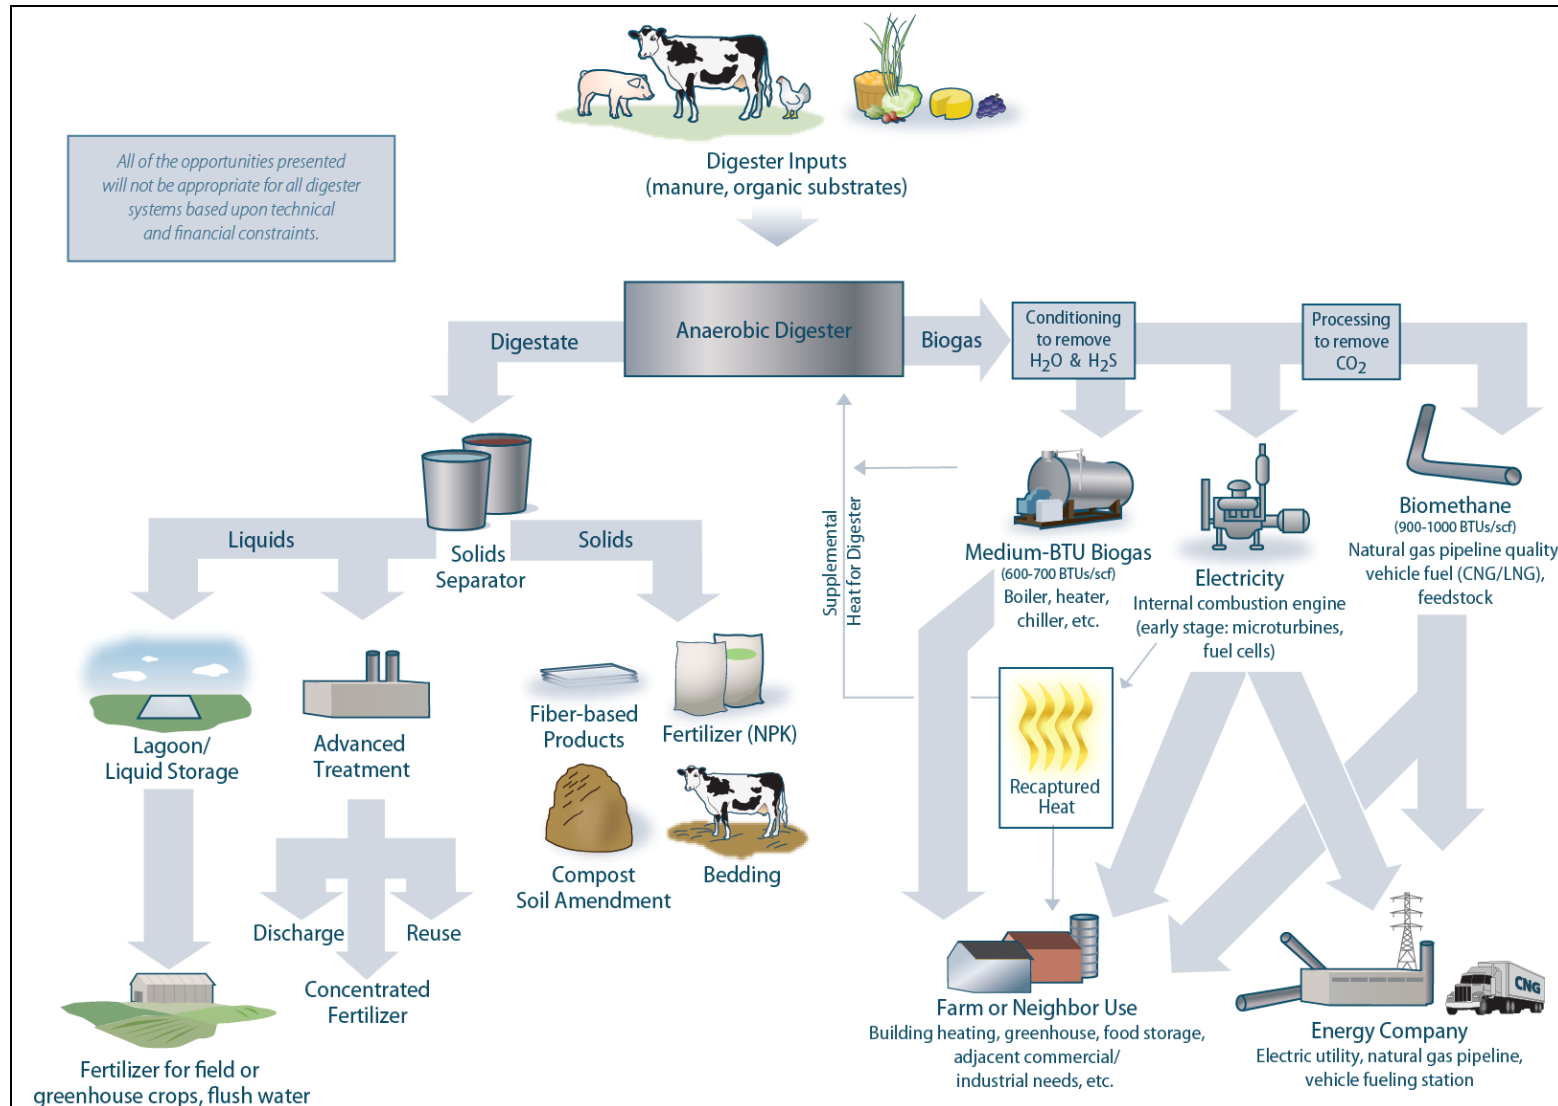 Digester Inputs
(manure, organic substrates)
All of the opportunities presented
will not be appropriate for all digester
systems based upon technical
and financial constraints.
Anaerobic Digester
Digestate
Biogas
Conditioning
to remove
H₂O & H₂S
Processing
to remove
CO₂
Solids
Separator
Liquids
Solids
Supplemental
Heat for Digester
Medium-BTU Biogas
(600-700 BTUs/scf)
Boiler, heater,
chiller, etc.
Electricity
Internal combustion engine
(early stage: microturbines,
fuel cells)
Biomethane
(900-1000 BTUs/scf)
Natural gas pipeline quality
vehicle fuel (CNG/LNG),
feedstock
Lagoon/
Liquid Storage
Advanced
Treatment
Fiber-based
Products
Fertilizer (NPK)
Compost
Soil Amendment
Bedding
Recaptured
Heat
Discharge
Reuse
Concentrated
Fertilizer
Fertilizer for field or
greenhouse crops, flush water
Farm or Neighbor Use
Building heating, greenhouse, food storage,
adjacent commercial/
industrial needs, etc.
CNG
Energy Company
Electric utility, natural gas pipeline,
vehicle fueling station